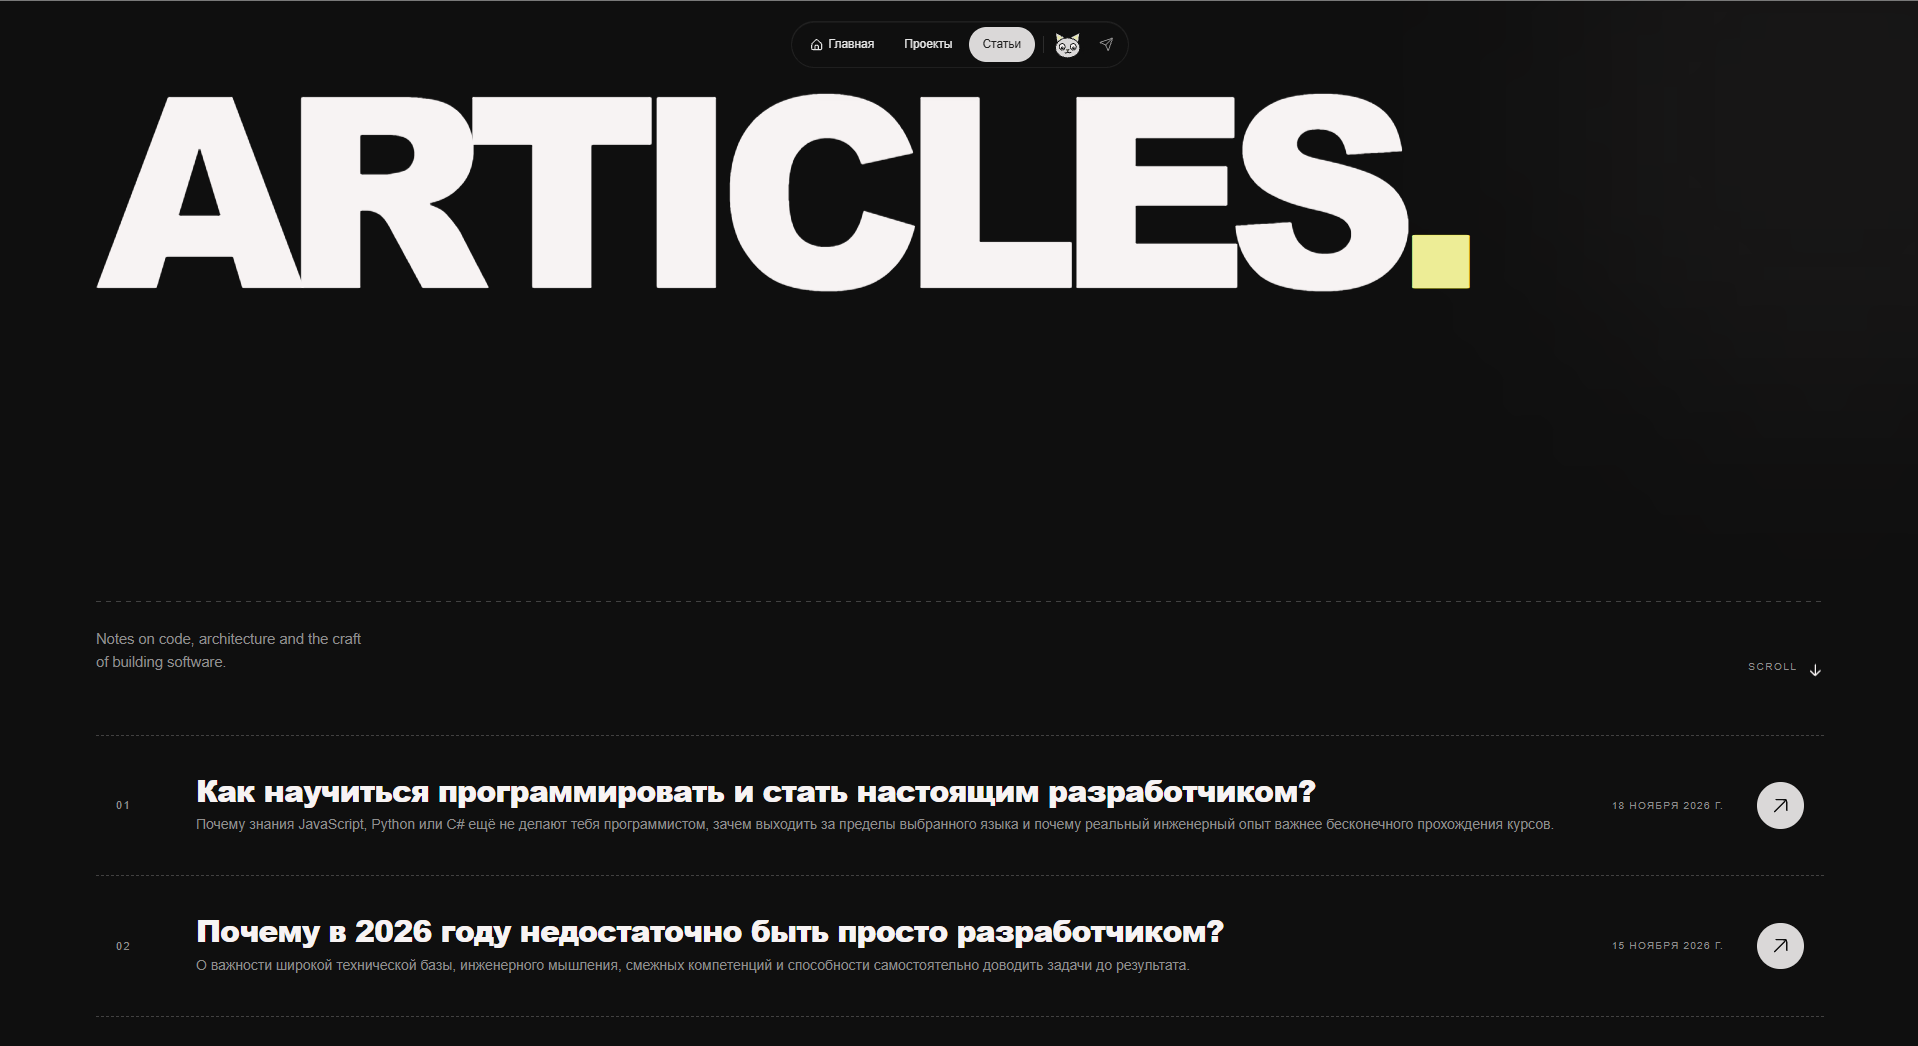 Главная Проекты Статьи
ARTICLES.
Notes on code, architecture and the craft
of building software.
SCROLL
01
Как научиться программировать и стать настоящим разработчиком?
Почему знания JavaScript, Python или C# ещё не делают тебя программистом, зачем выходить за пределы выбранного языка и почему реальный инженерный опыт важнее бесконечного прохождения курсов.
18 НОЯБРЯ 2026 Г.
02
Почему в 2026 году недостаточно быть просто разработчиком?
О важности широкой технической базы, инженерного мышления, смежных компетенций и способности самостоятельно доводить задачи до результата.
15 НОЯБРЯ 2026 Г.